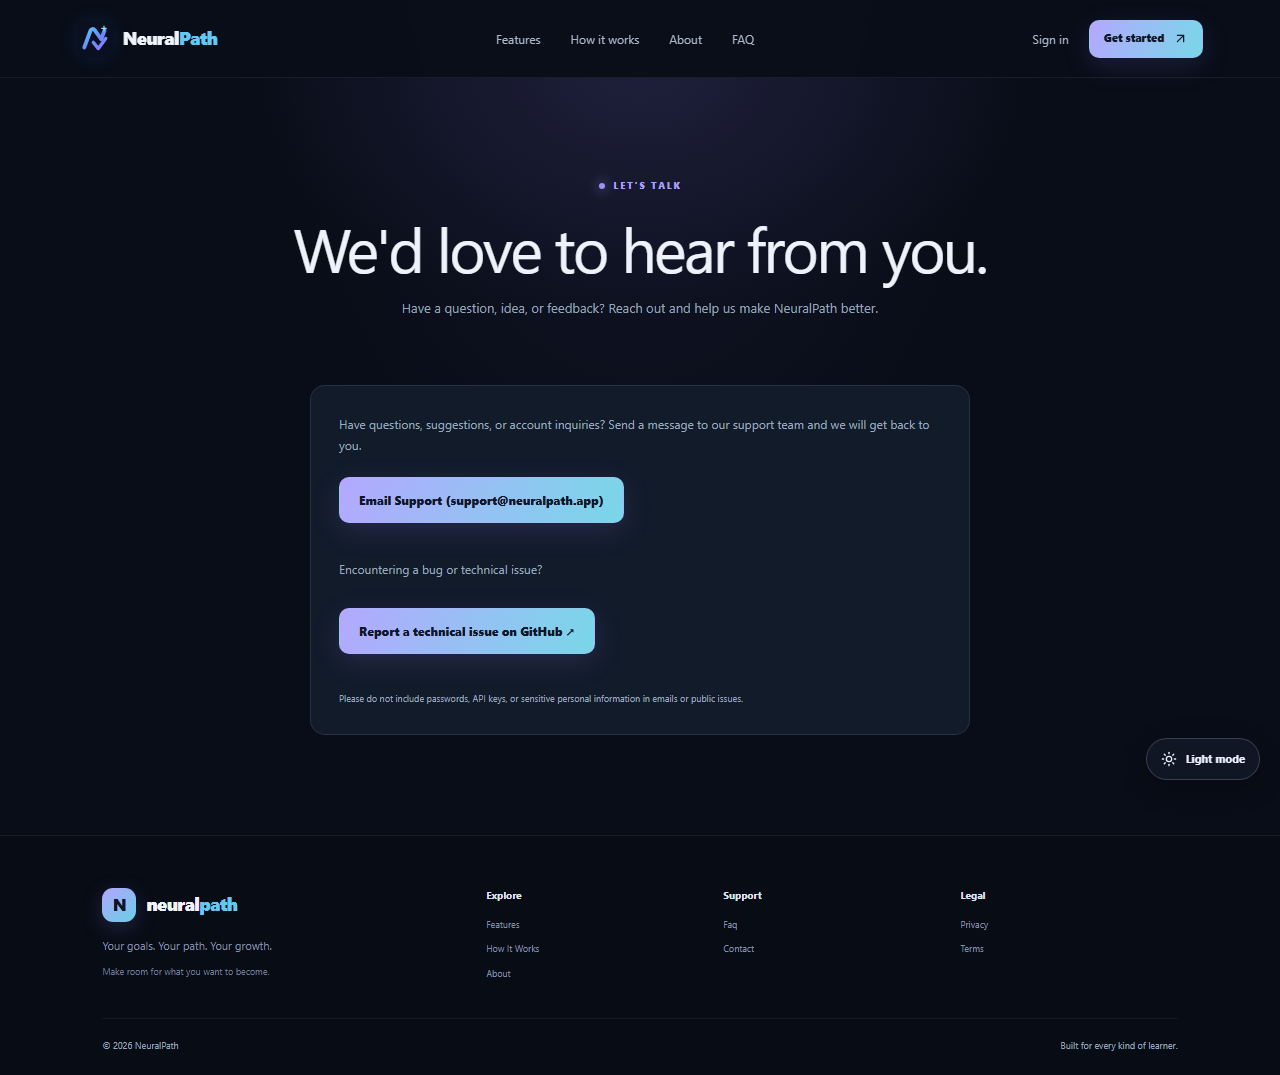 NeuralPath
Features
How it works
About
FAQ
Sign in
Get started
LET'S TALK
We'd love to hear from you.
Have a question, idea, or feedback? Reach out and help us make NeuralPath better.
Have questions, suggestions, or account inquiries? Send a message to our support team and we will get back to
you.
Email Support (support@neuralpath.app)
Encountering a bug or technical issue?
Report a technical issue on GitHub ↗
Please do not include passwords, API keys, or sensitive personal information in emails or public issues.
Light mode
N neuralpath
Your goals. Your path. Your growth.
Make room for what you want to become.
Explore
Features
How It Works
About
Support
Faq
Contact
Legal
Privacy
Terms
© 2026 NeuralPath
Built for every kind of learner.